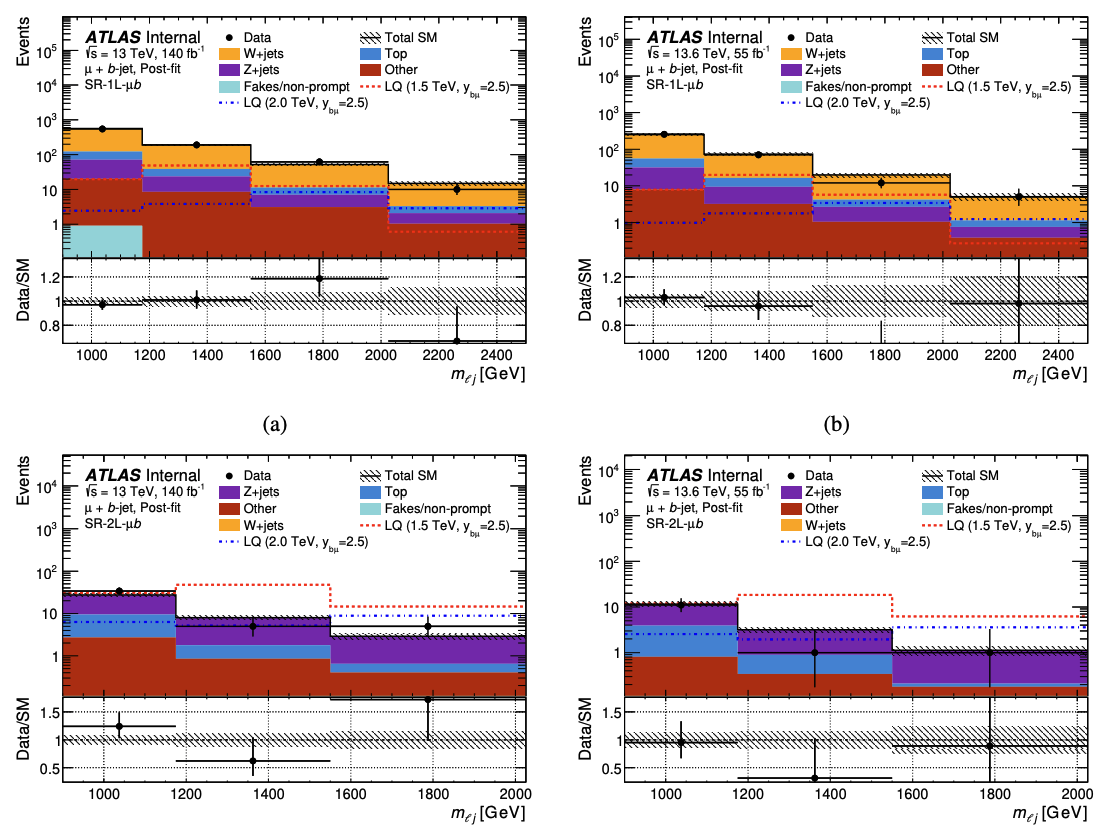 Events
10⁵
10⁴
10³
10²
10
1
ATLAS Internal
√s = 13 TeV, 140 fb⁻¹
μ + b-jet, Post-fit
SR-1L-μb
Data
Total SM
W+jets
Top
Z+jets
Other
Fakes/non-prompt
LQ (1.5 TeV, y_bμ=2.5)
LQ (2.0 TeV, y_bμ=2.5)
Data/SM
1.2
1
0.8
1000 1200 1400 1600 1800 2000 2200 2400
m_ℓj [GeV]
(a)
Events
10⁵
10⁴
10³
10²
10
1
ATLAS Internal
√s = 13.6 TeV, 55 fb⁻¹
μ + b-jet, Post-fit
SR-1L-μb
Data
Total SM
W+jets
Top
Z+jets
Other
Fakes/non-prompt
LQ (1.5 TeV, y_bμ=2.5)
LQ (2.0 TeV, y_bμ=2.5)
Data/SM
1.2
1
0.8
1000 1200 1400 1600 1800 2000 2200 2400
m_ℓj [GeV]
(b)
Events
10⁴
10³
10²
10
1
ATLAS Internal
√s = 13 TeV, 140 fb⁻¹
μ + b-jet, Post-fit
SR-2L-μb
Data
Total SM
Z+jets
Top
Other
Fakes/non-prompt
W+jets
LQ (1.5 TeV, y_bμ=2.5)
LQ (2.0 TeV, y_bμ=2.5)
Data/SM
1.5
1
0.5
1000 1200 1400 1600 1800 2000
m_ℓj [GeV]
Events
10⁴
10³
10²
10
1
ATLAS Internal
√s = 13.6 TeV, 55 fb⁻¹
μ + b-jet, Post-fit
SR-2L-μb
Data
Total SM
Z+jets
Top
Other
Fakes/non-prompt
W+jets
LQ (1.5 TeV, y_bμ=2.5)
LQ (2.0 TeV, y_bμ=2.5)
Data/SM
1.5
1
0.5
1000 1200 1400 1600 1800 2000
m_ℓj [GeV]